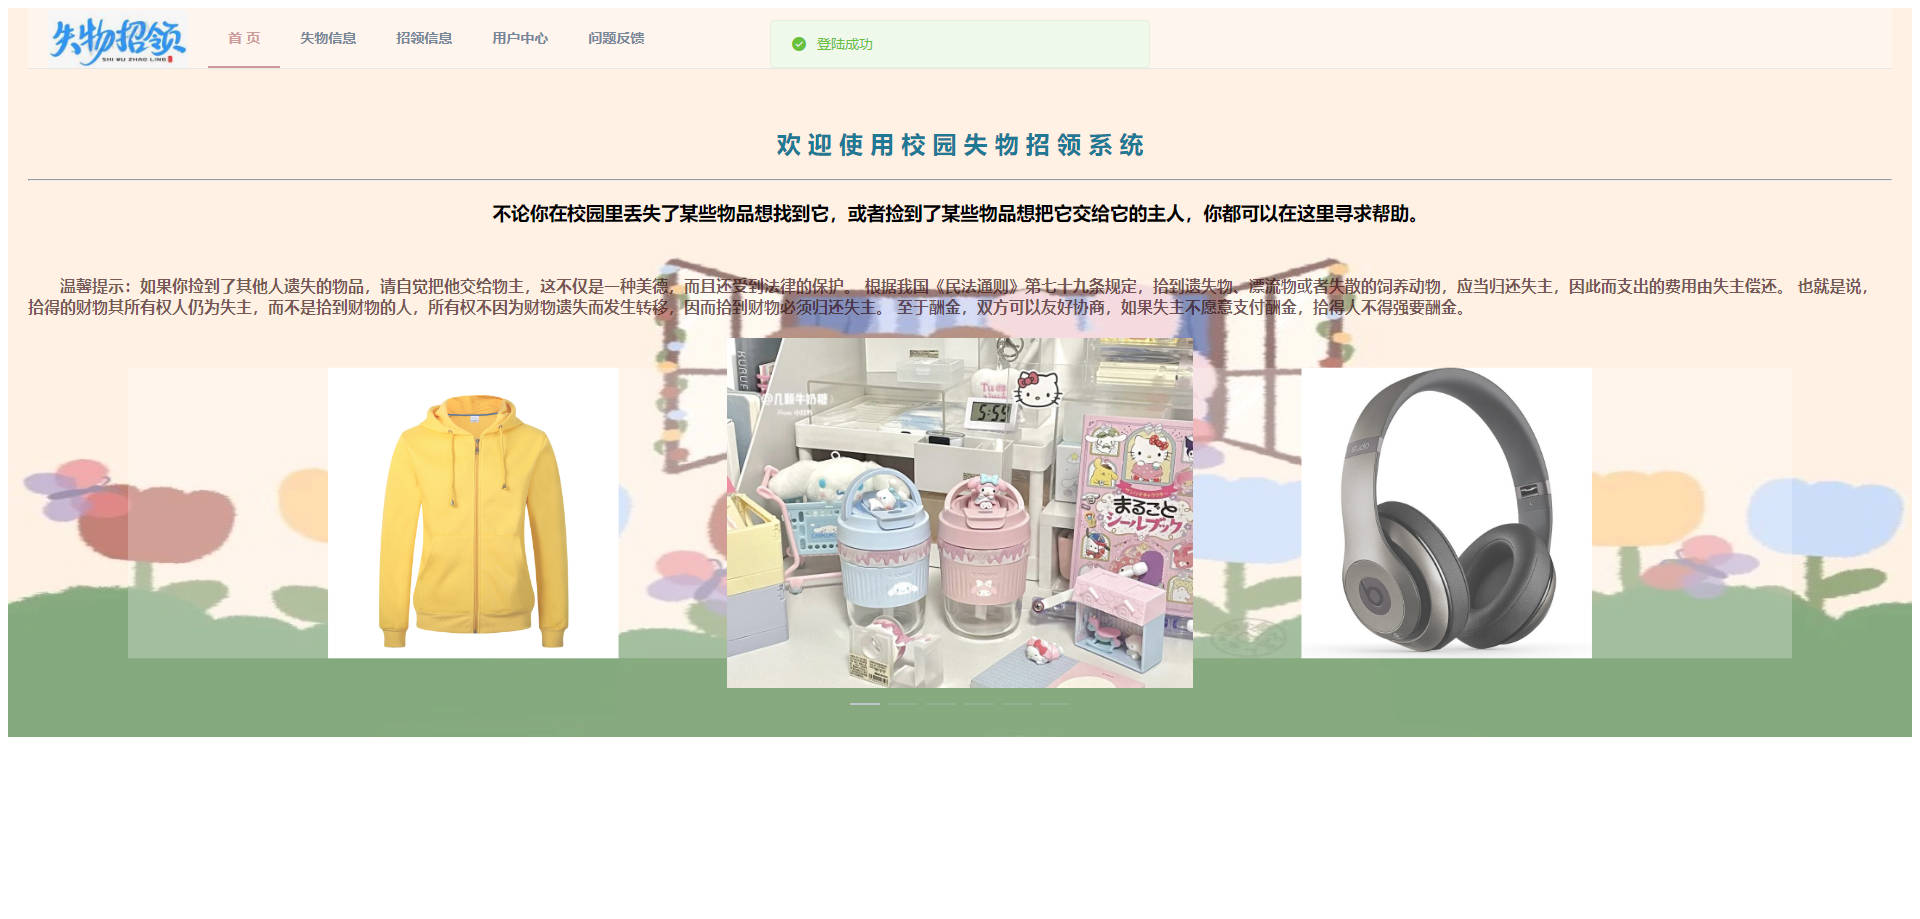 失物招领
SHI WU ZHAO LING
首 页
失物信息
招领信息
用户中心
问题反馈
登陆成功
欢迎使用校园失物招领系统
不论你在校园里丢失了某些物品想找到它，或者捡到了某些物品想把它交给它的主人，你都可以在这里寻求帮助。
温馨提示：如果你捡到了其他人遗失的物品，请自觉把他交给物主，这不仅是一种美德，而且还受到法律的保护。 根据我国《民法通则》第七十九条规定，拾到遗失物、漂流物或者失散的饲养动物，应当归还失主，因此而支出的费用由失主偿还。 也就是说，
拾得的财物其所有权人仍为失主，而不是拾到财物的人，所有权不因为财物遗失而发生转移，因而拾到财物必须归还失主。 至于酬金，双方可以友好协商，如果失主不愿意支付酬金，拾得人不得强要酬金。
@几颗牛奶糖
5:55
まるごと
シールブック
studio